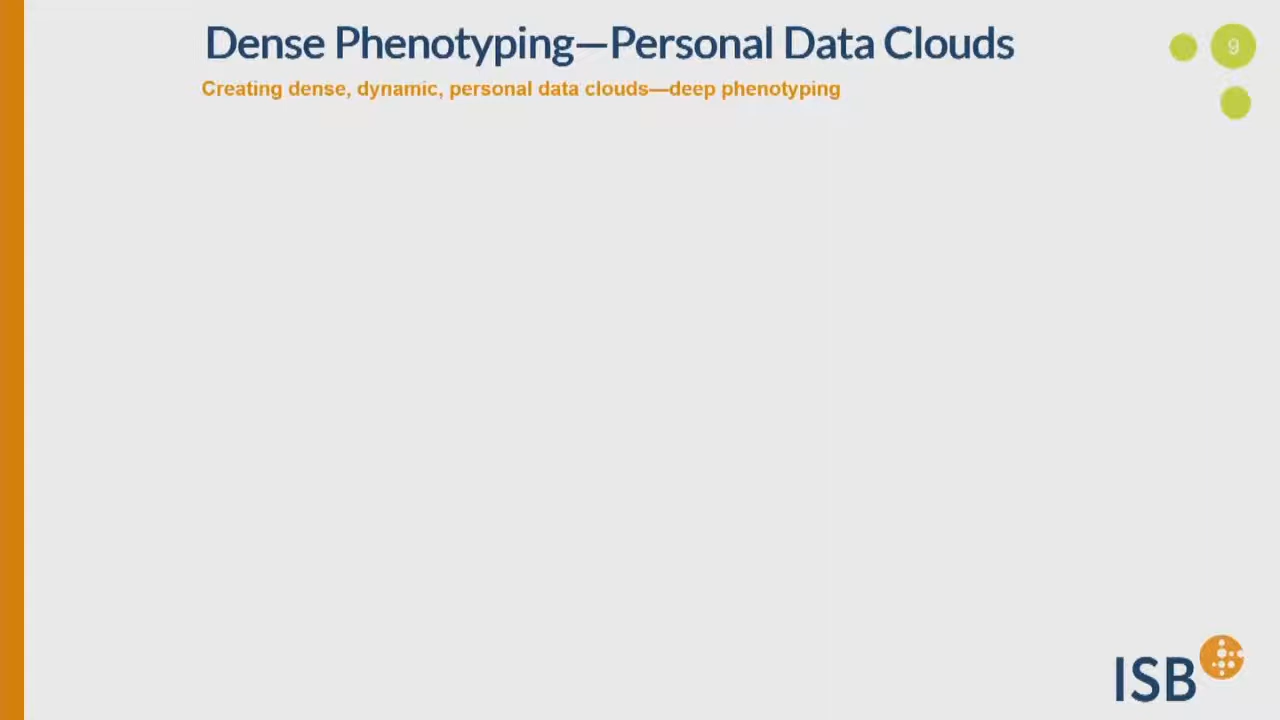 Dense Phenotyping—Personal Data Clouds
9
Creating dense, dynamic, personal data clouds—deep phenotyping
ISB